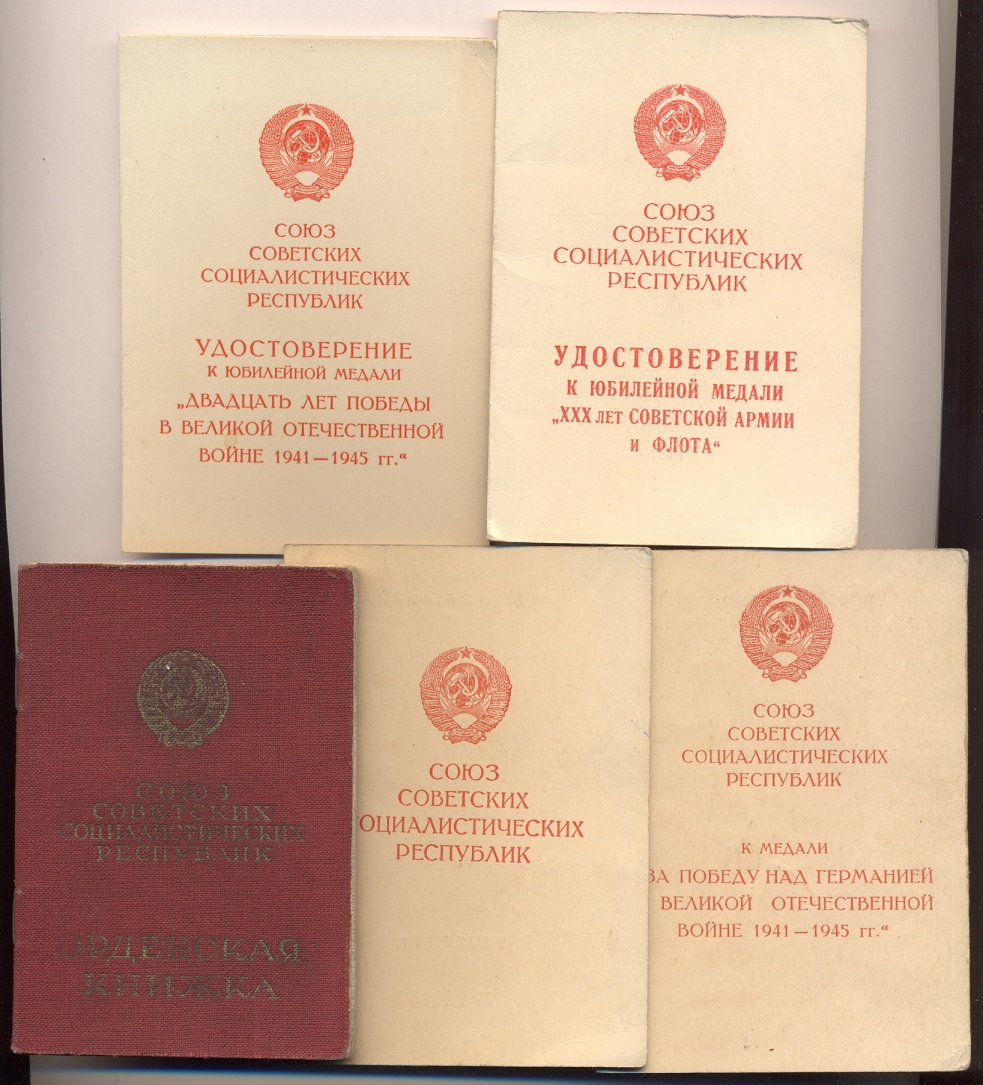 СОЮЗ
СОВЕТСКИХ
СОЦИАЛИСТИЧЕСКИХ
РЕСПУБЛИК
УДОСТОВЕРЕНИЕ
К ЮБИЛЕЙНОЙ МЕДАЛИ
„ДВАДЦАТЬ ЛЕТ ПОБЕДЫ
В ВЕЛИКОЙ ОТЕЧЕСТВЕННОЙ
ВОЙНЕ 1941—1945 гг.“
СОЮЗ
СОВЕТСКИХ
СОЦИАЛИСТИЧЕСКИХ
РЕСПУБЛИК
УДОСТОВЕРЕНИЕ
К ЮБИЛЕЙНОЙ МЕДАЛИ
„XXX лет СОВЕТСКОЙ АРМИИ
и ФЛОТА“
СОЮЗ
СОВЕТСКИХ
СОЦИАЛИСТИЧЕСКИХ
РЕСПУБЛИК
ОРДЕНСКАЯ
КНИЖКА
СОЮЗ
СОВЕТСКИХ
ОЦИАЛИСТИЧЕСКИХ
РЕСПУБЛИК
СОЮЗ
СОВЕТСКИХ
СОЦИАЛИСТИЧЕСКИХ
РЕСПУБЛИК
К МЕДАЛИ
ЗА ПОБЕДУ НАД ГЕРМАНИЕЙ
ВЕЛИКОЙ ОТЕЧЕСТВЕННОЙ
ВОЙНЕ 1941—1945 гг.“